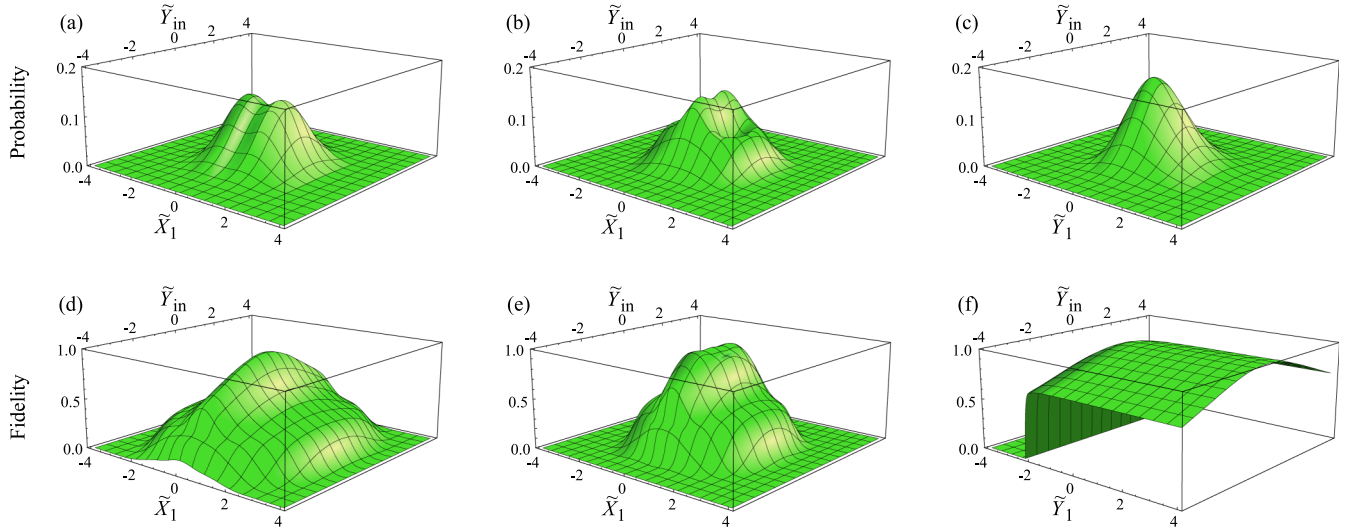 (a) Ỹin (b) Ỹin (c) Ỹin
-4 -2 0 2 4 -4 -2 0 2 4 -4 -2 0 2 4
Probability
0.2 0.2 0.2
0.1 0.1 0.1
0.0 0.0 0.0
-4 -2 0 2 4 -4 -2 0 2 4 -4 -2 0 2 4
X̃1 X̃1 Ỹ1
(d) Ỹin (e) Ỹin (f) Ỹin
-4 -2 0 2 4 -4 -2 0 2 4 -4 -2 0 2 4
Fidelity
1.0 1.0 1.0
0.5 0.5 0.5
0.0 0.0 0.0
-4 -2 0 2 4 -4 -2 0 2 4 -4 -2 0 2 4
X̃1 X̃1 Ỹ1